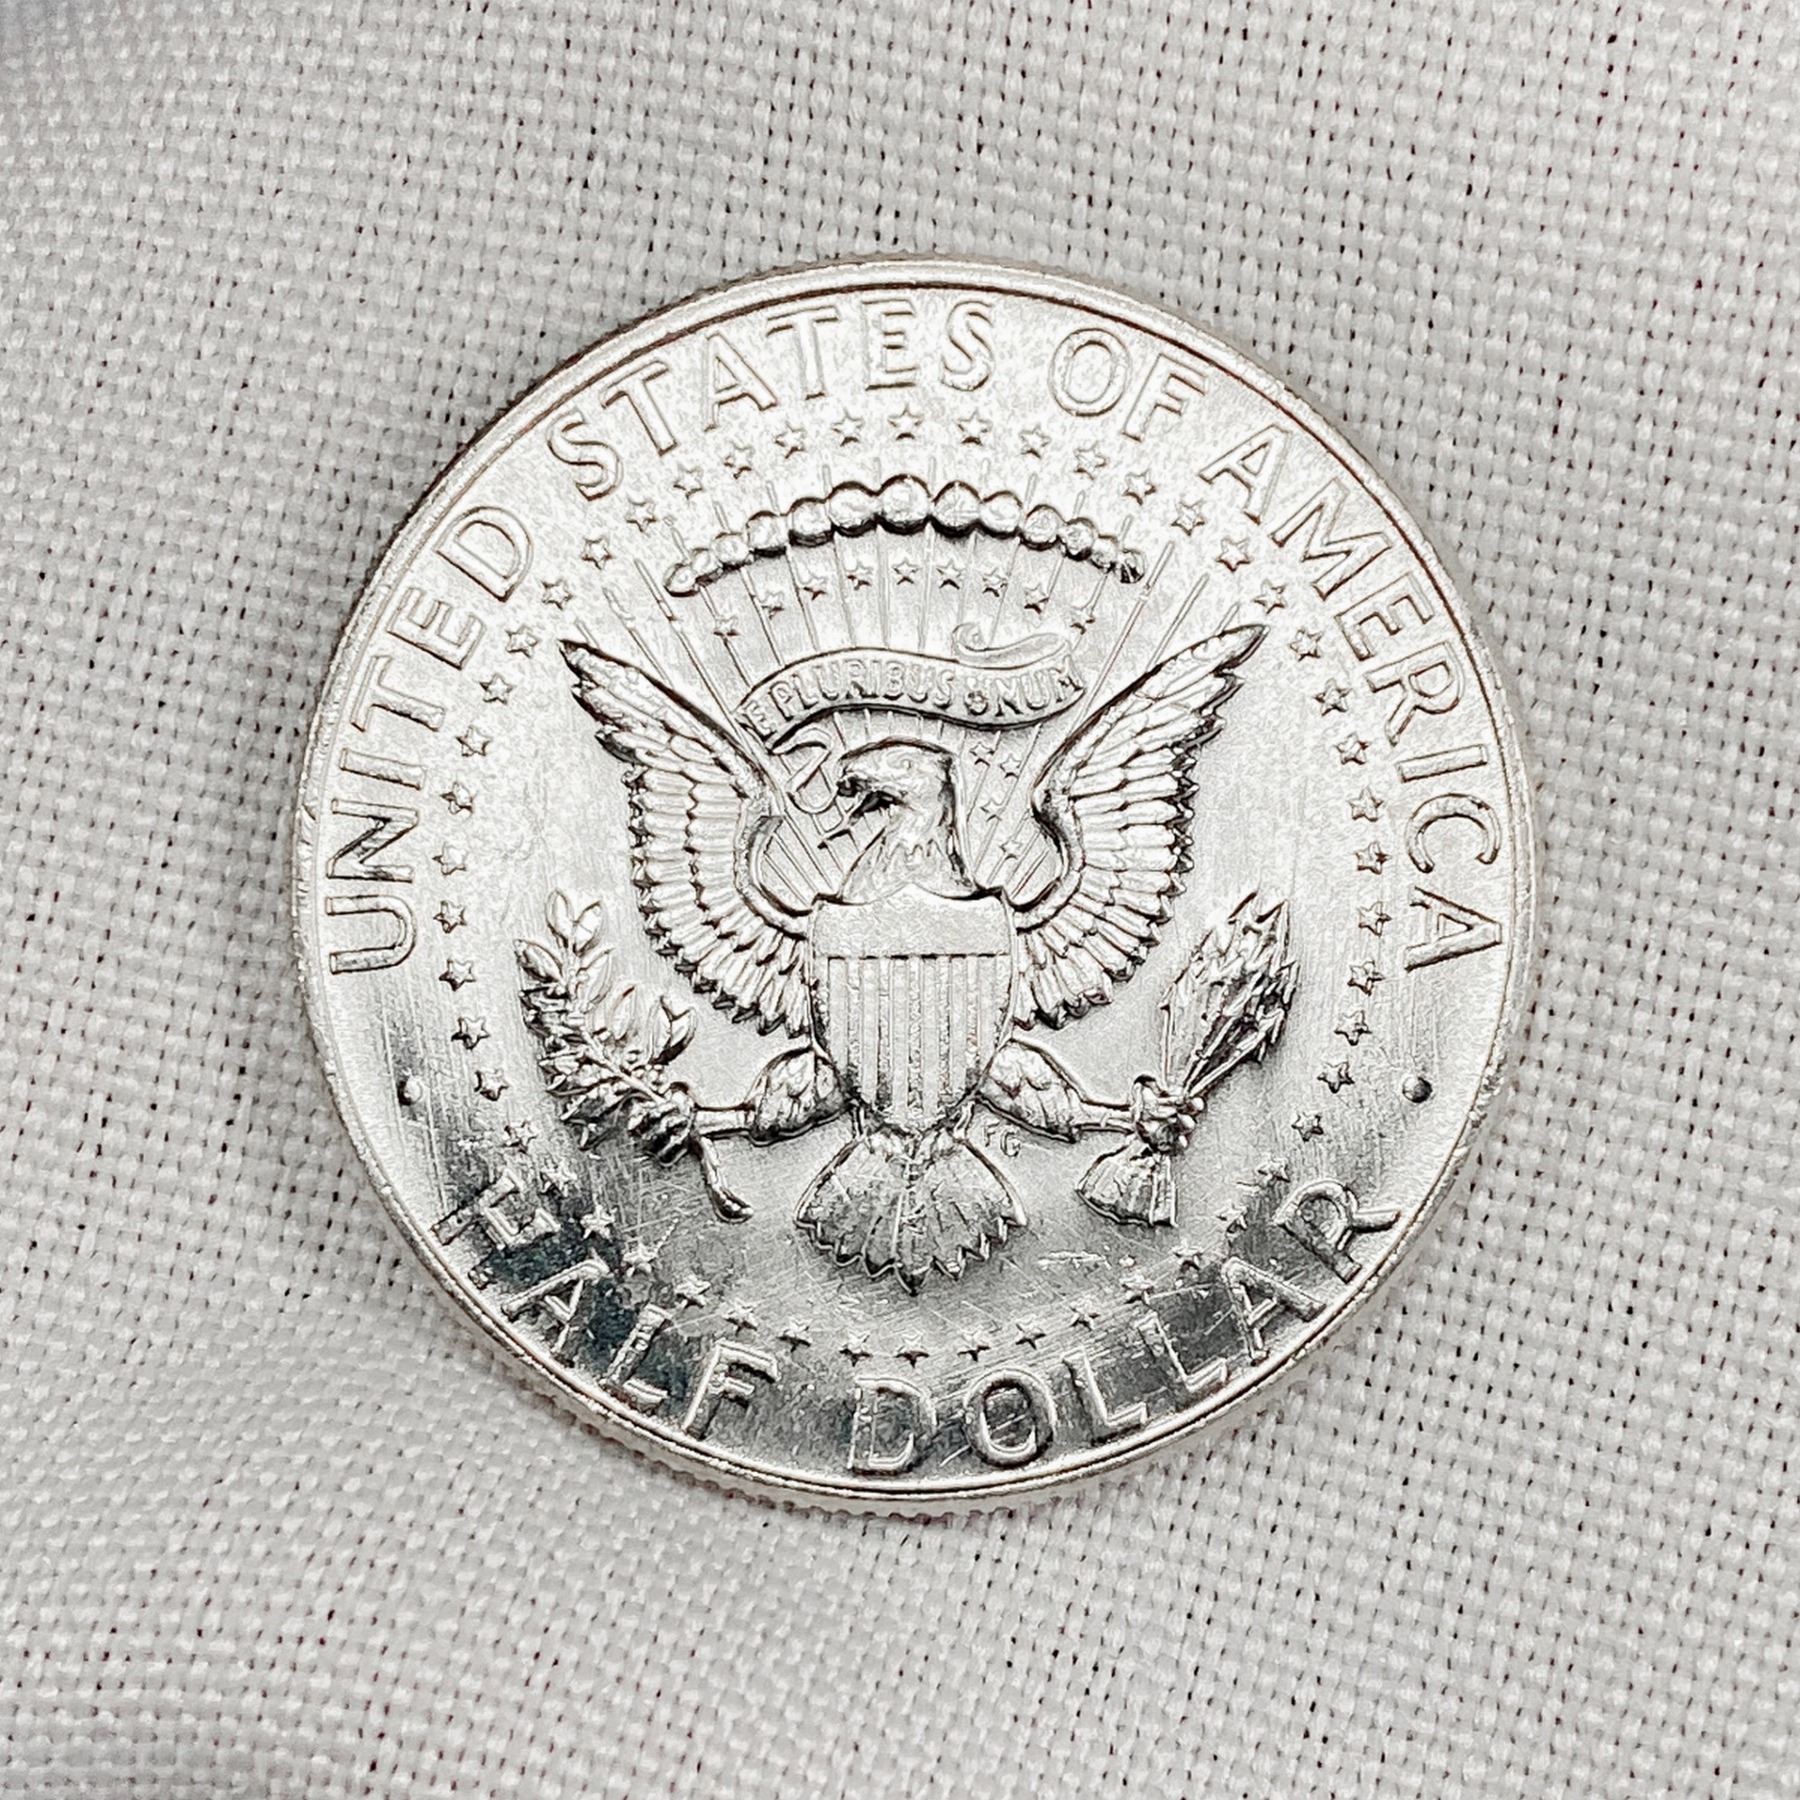 UNITED STATES OF AMERICA
E PLURIBUS UNUM
FG
HALF DOLLAR